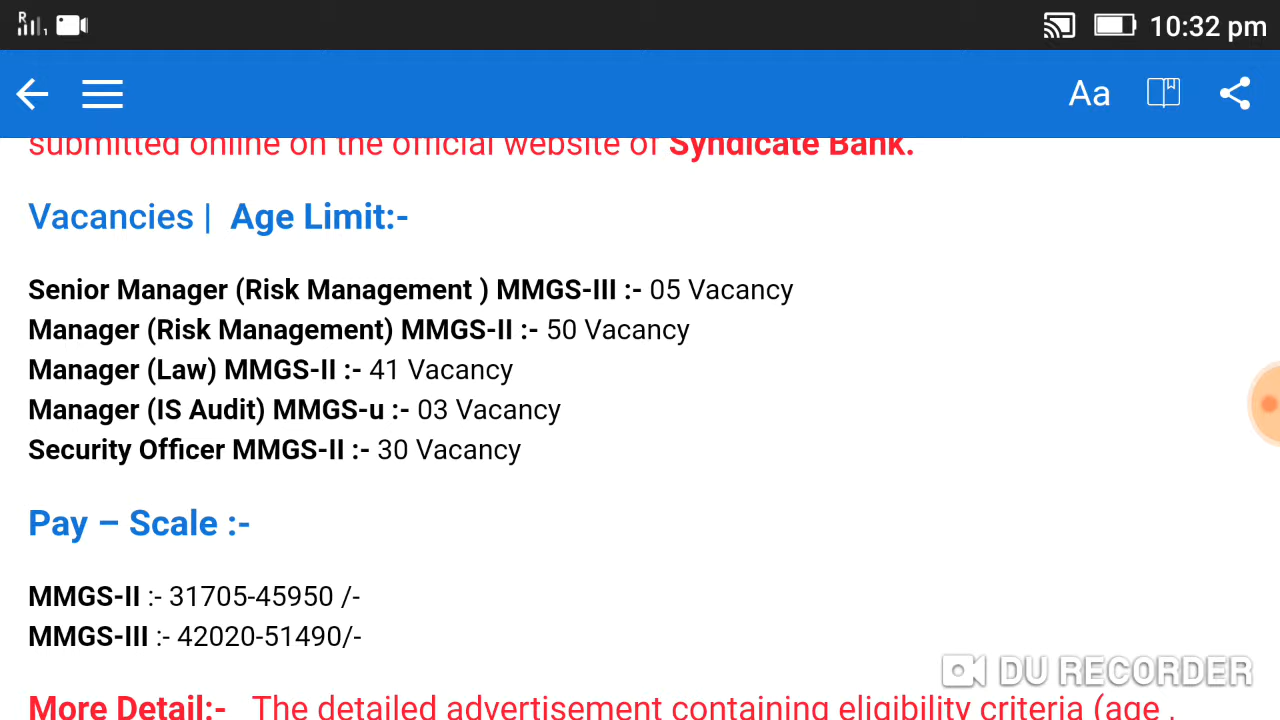 R
1
10:32 pm
Aa
submitted online on the official website of Syndicate Bank.
Vacancies | Age Limit:-
Senior Manager (Risk Management ) MMGS-III :- 05 Vacancy
Manager (Risk Management) MMGS-II :- 50 Vacancy
Manager (Law) MMGS-II :- 41 Vacancy
Manager (IS Audit) MMGS-u :- 03 Vacancy
Security Officer MMGS-II :- 30 Vacancy
Pay – Scale :-
MMGS-II :- 31705-45950 /-
MMGS-III :- 42020-51490/-
DU RECORDER
More Detail:- The detailed advertisement containing eligibility criteria (age ,